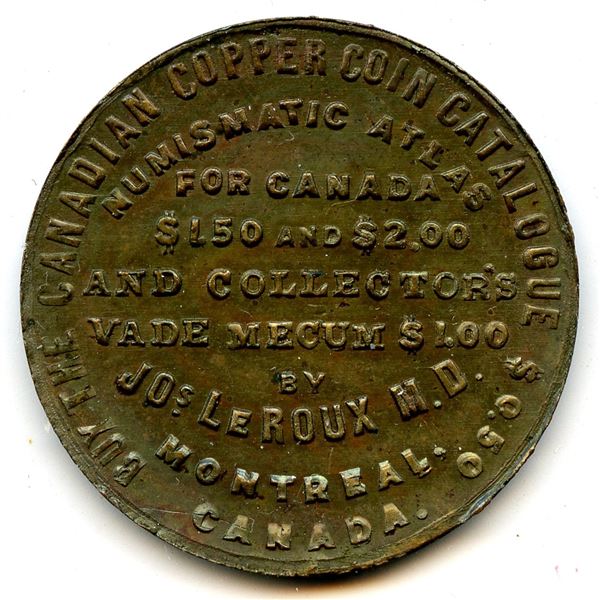 BUY THE CANADIAN COPPER COIN CATALOGUE $0.50
NUMISMATIC ATLAS
FOR CANADA
$1.50 AND $2.00
AND COLLECTOR'S
VADE MECUM $1.00
BY
JOS LEROUX M.D.
MONTREAL.
CANADA.